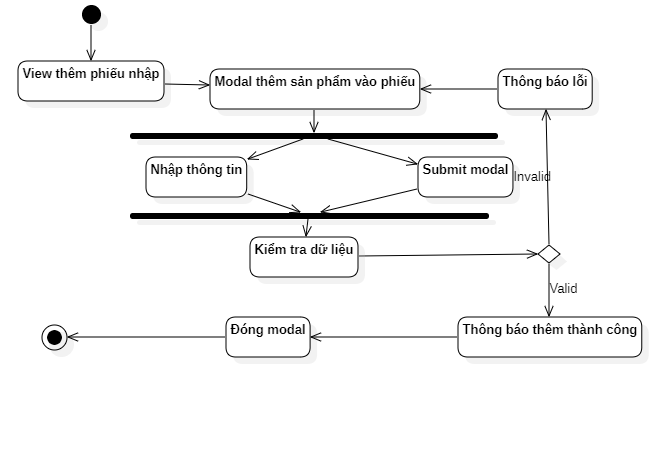 View thêm phiếu nhập
Modal thêm sản phẩm vào phiếu
Thông báo lỗi
Nhập thông tin
Submit modal
Invalid
Kiểm tra dữ liệu
Valid
Đóng modal
Thông báo thêm thành công